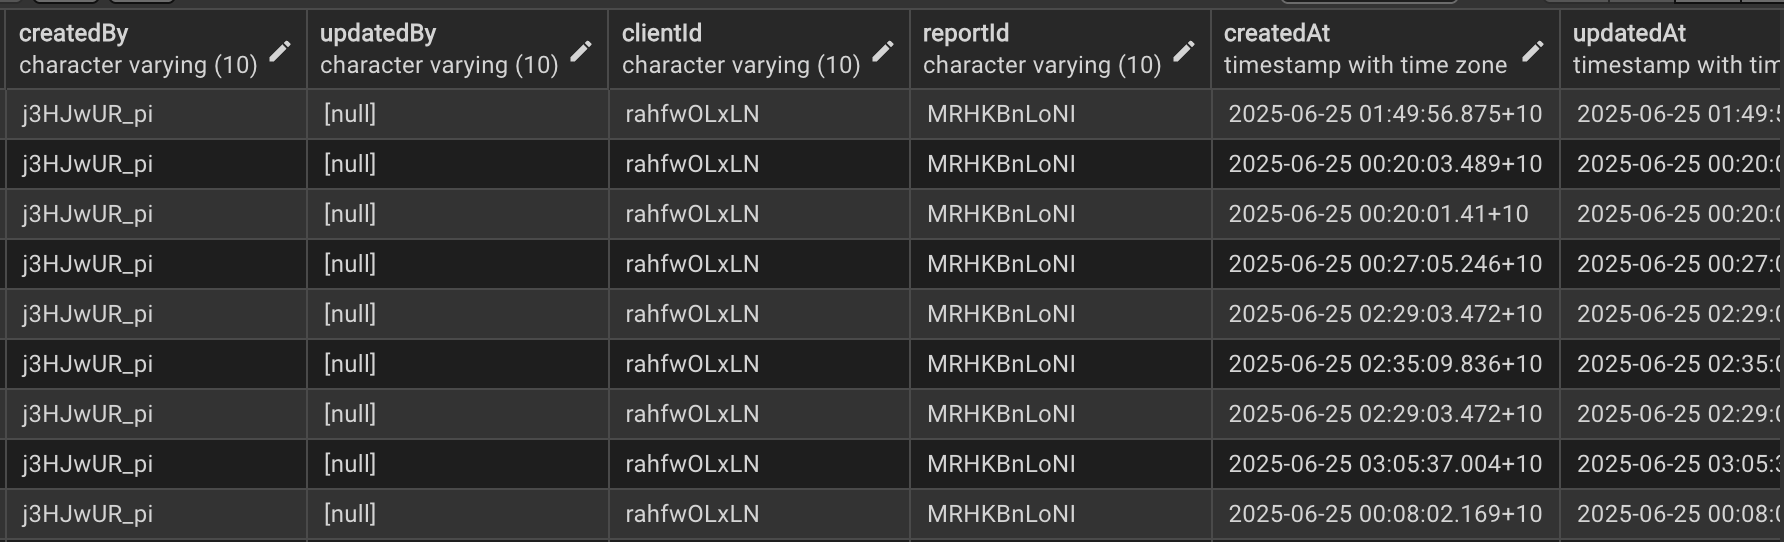 createdBy updatedBy clientId reportId createdAt updatedAt
character varying (10) character varying (10) character varying (10) character varying (10) timestamp with time zone timestamp with tim
j3HJwUR_pi [null] rahfwOLxLN MRHKBnLoNI 2025-06-25 01:49:56.875+10 2025-06-25 01:49:5
j3HJwUR_pi [null] rahfwOLxLN MRHKBnLoNI 2025-06-25 00:20:03.489+10 2025-06-25 00:20:0
j3HJwUR_pi [null] rahfwOLxLN MRHKBnLoNI 2025-06-25 00:20:01.41+10 2025-06-25 00:20:0
j3HJwUR_pi [null] rahfwOLxLN MRHKBnLoNI 2025-06-25 00:27:05.246+10 2025-06-25 00:27:0
j3HJwUR_pi [null] rahfwOLxLN MRHKBnLoNI 2025-06-25 02:29:03.472+10 2025-06-25 02:29:0
j3HJwUR_pi [null] rahfwOLxLN MRHKBnLoNI 2025-06-25 02:35:09.836+10 2025-06-25 02:35:0
j3HJwUR_pi [null] rahfwOLxLN MRHKBnLoNI 2025-06-25 02:29:03.472+10 2025-06-25 02:29:0
j3HJwUR_pi [null] rahfwOLxLN MRHKBnLoNI 2025-06-25 03:05:37.004+10 2025-06-25 03:05:3
j3HJwUR_pi [null] rahfwOLxLN MRHKBnLoNI 2025-06-25 00:08:02.169+10 2025-06-25 00:08:0